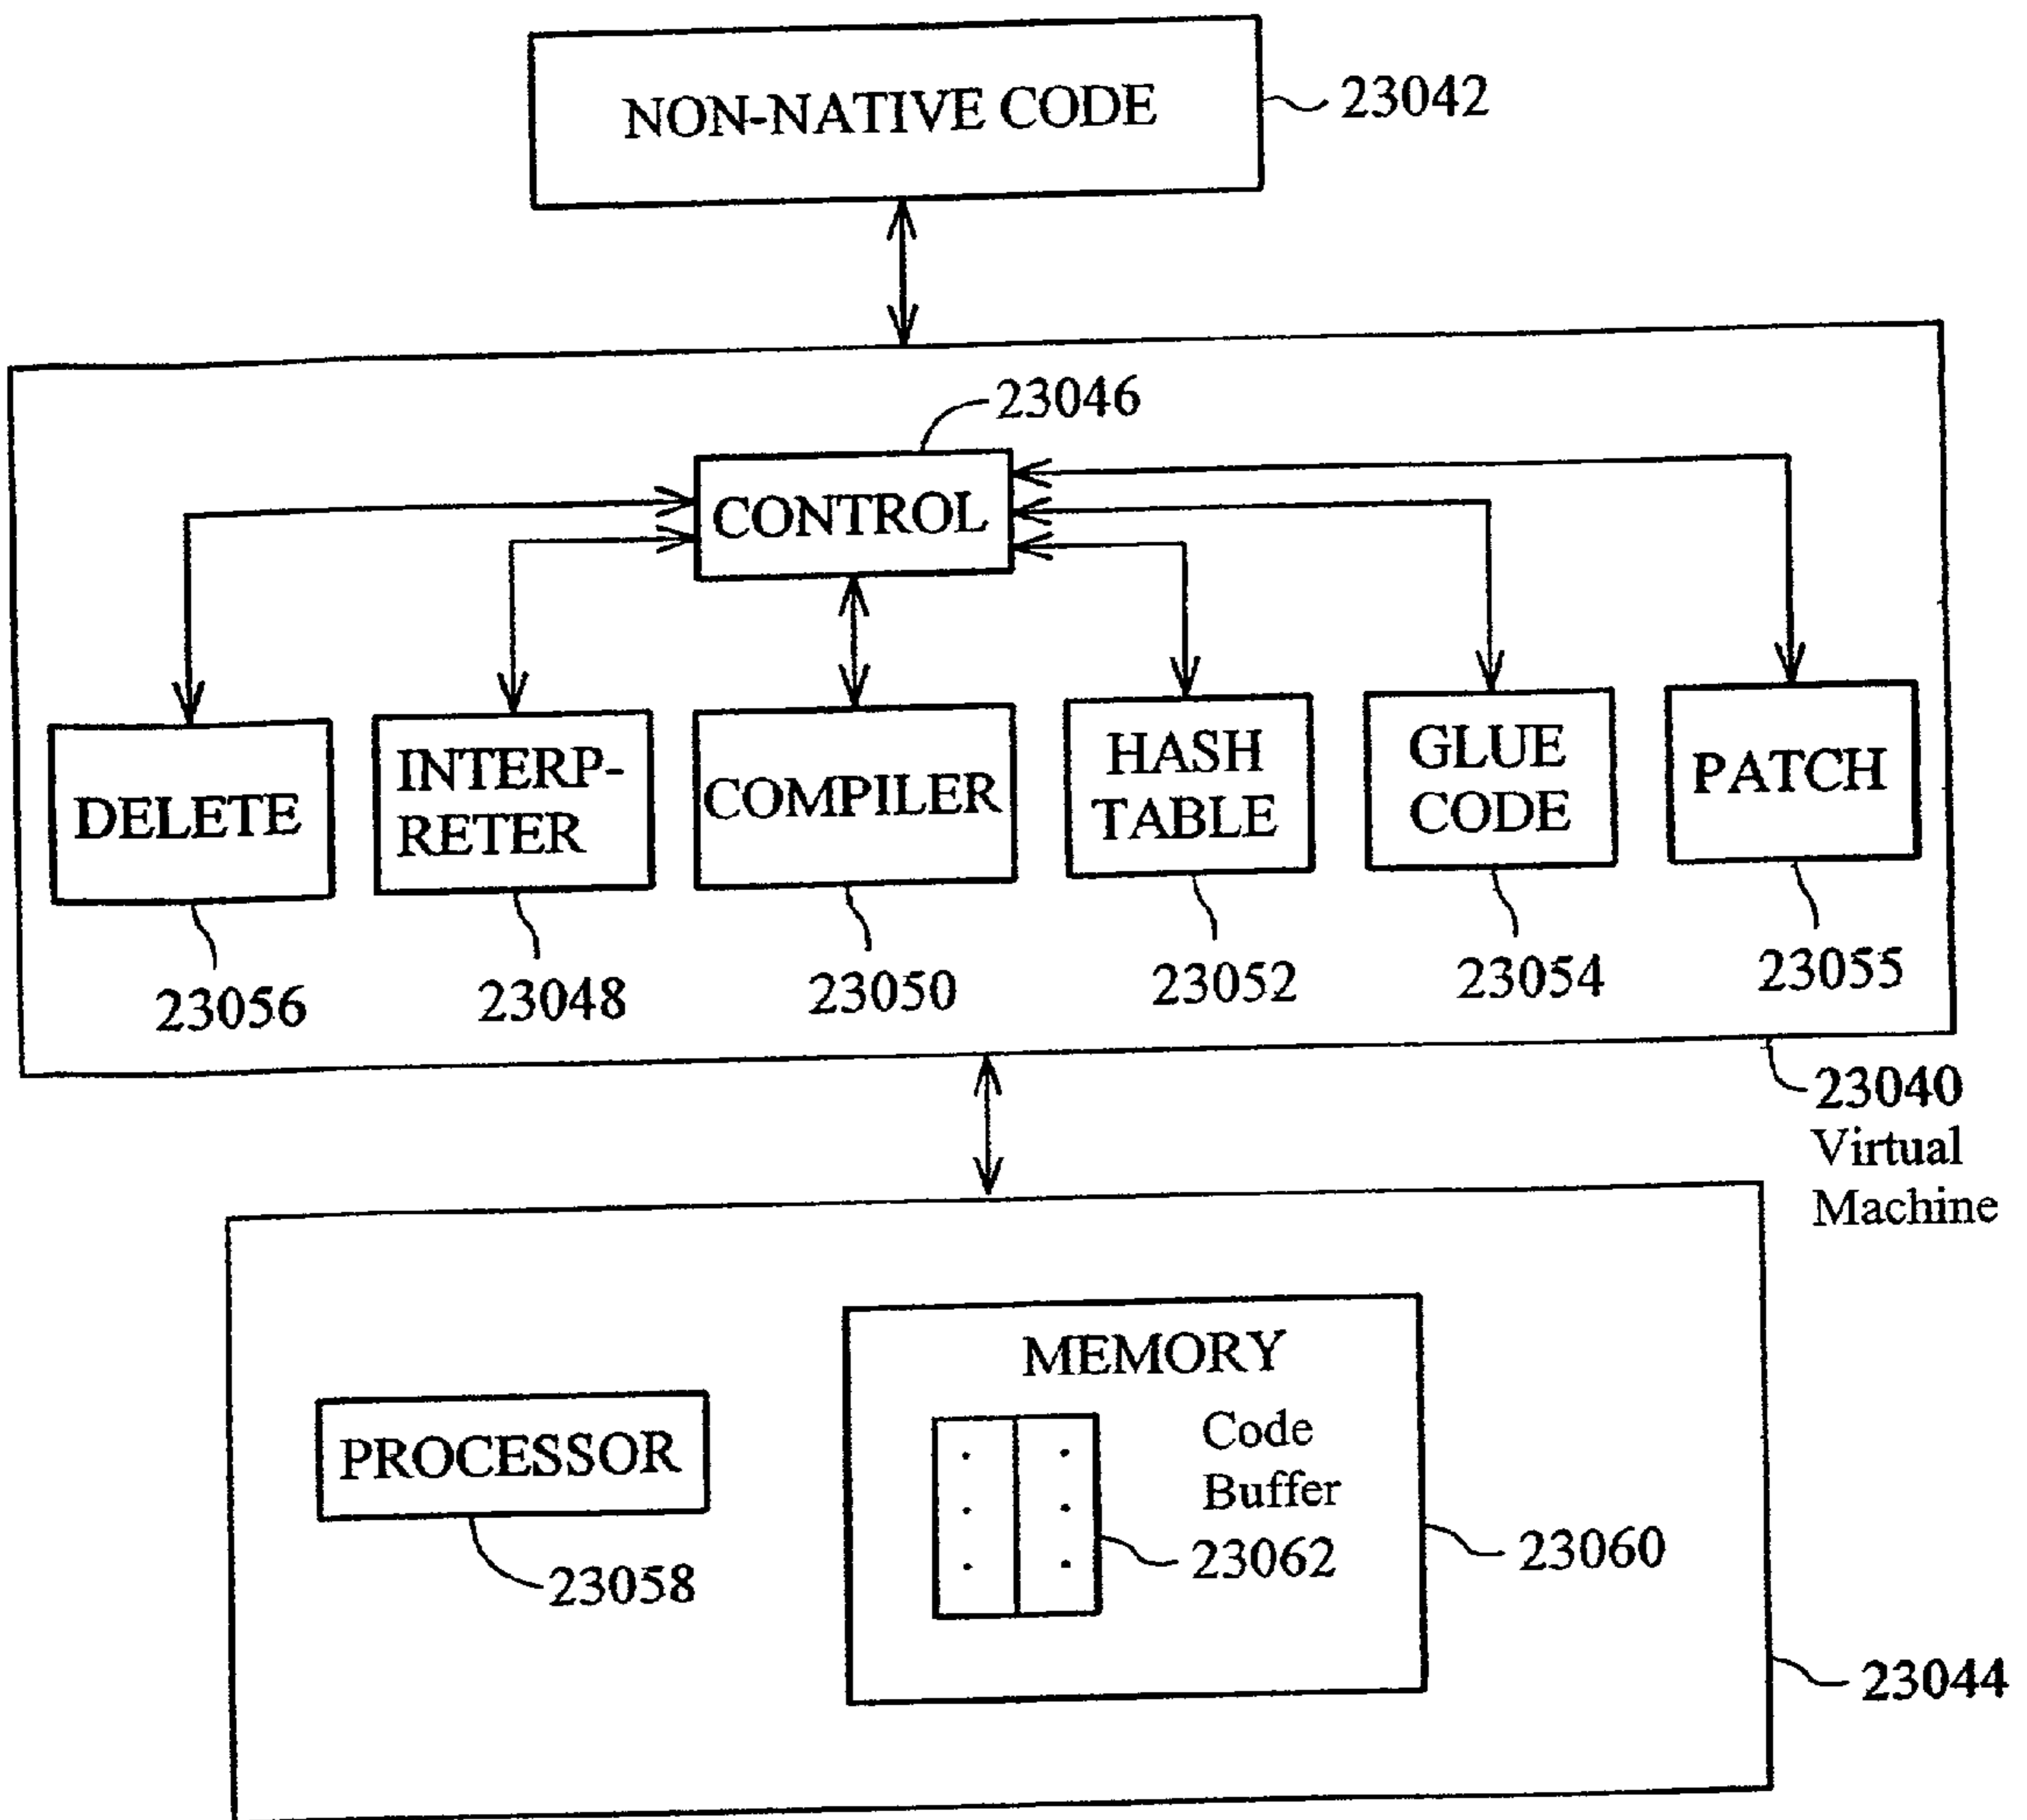 NON-NATIVE CODE
23042
23046
CONTROL
DELETE
INTERP-
RETER
COMPILER
HASH
TABLE
GLUE
CODE
PATCH
23056
23048
23050
23052
23054
23055
23040
Virtual
Machine
MEMORY
Code
Buffer
PROCESSOR
23062
23060
23058
23044